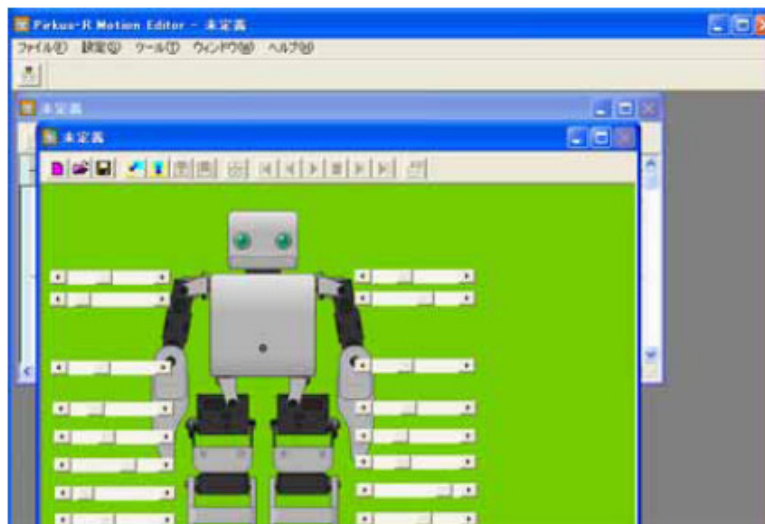 Pirkus-R Motion Editor - 未定義
ファイル(F) 設定(S) ツール(T) ウィンドウ(W) ヘルプ(H)
未定義
未定義